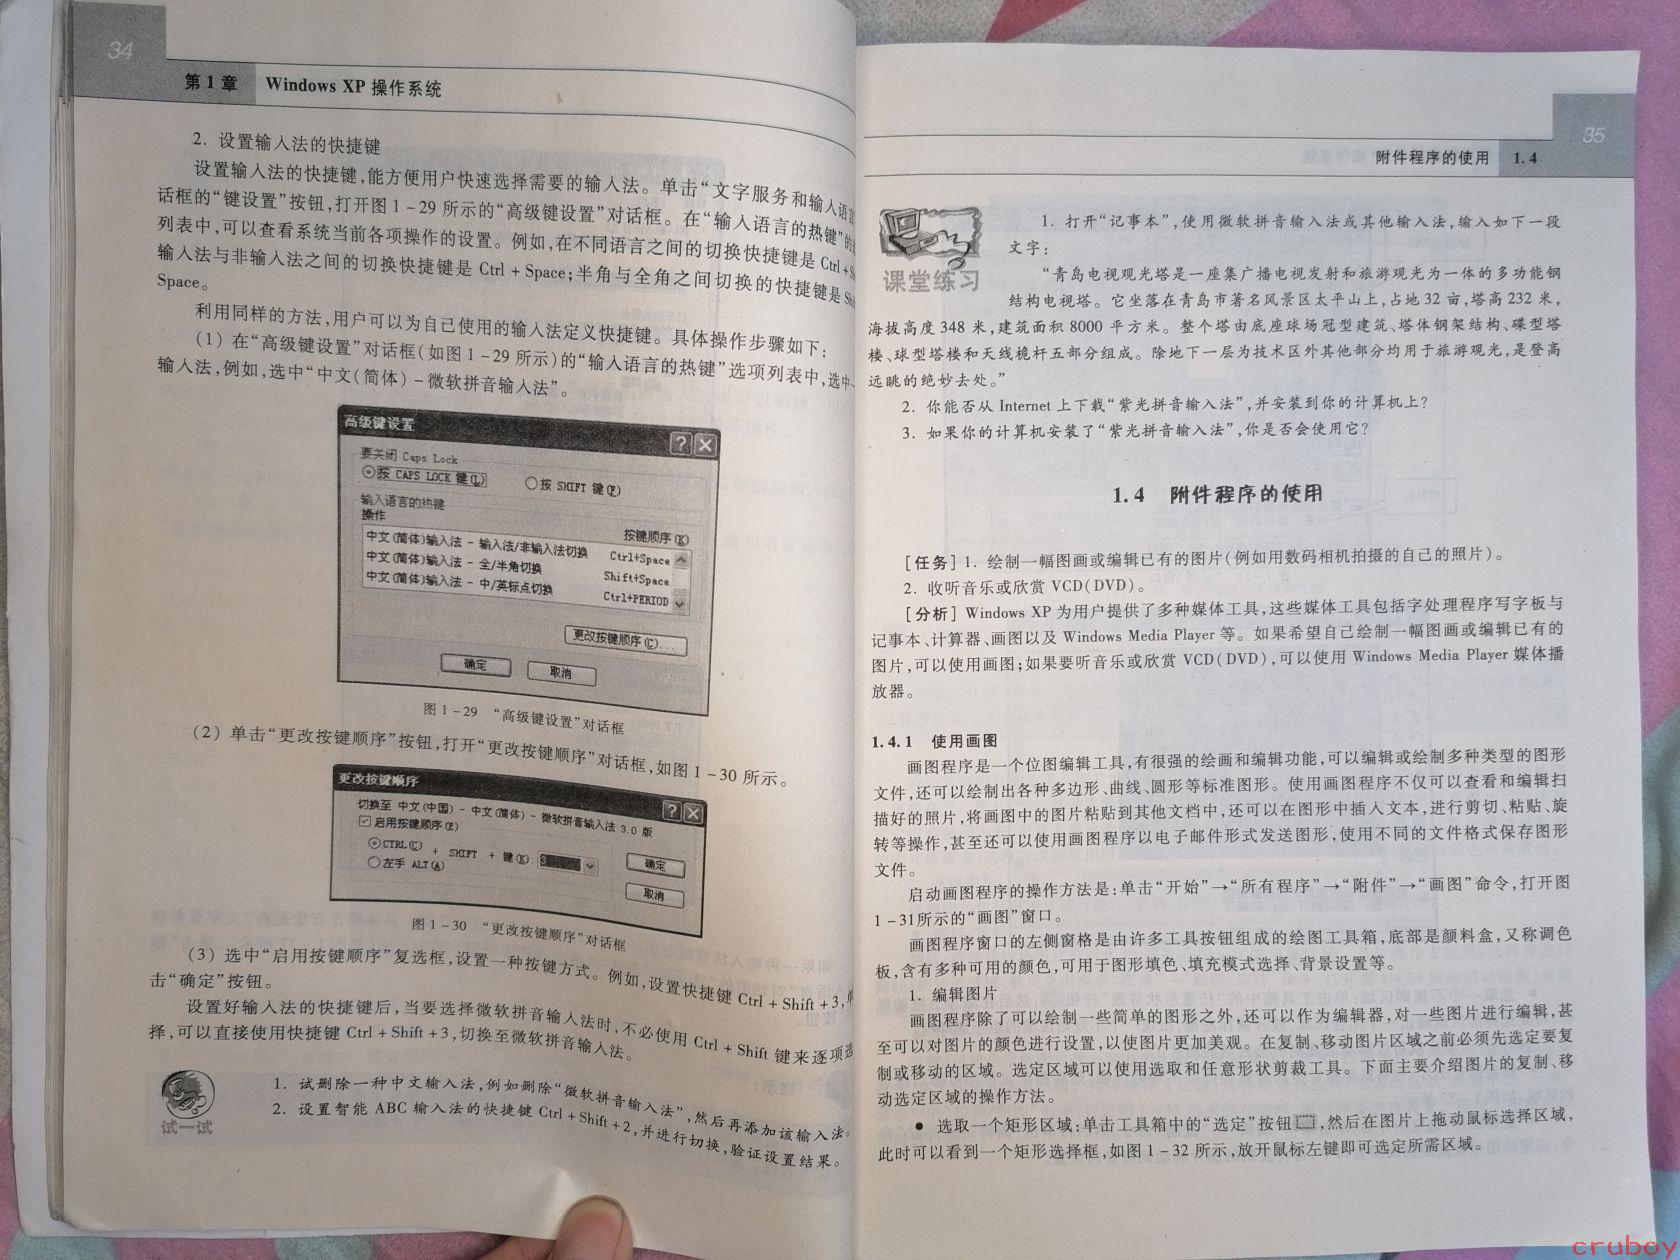 34
第1章 Windows XP 操作系统
2. 设置输入法的快捷键
设置输入法的快捷键,能方便用户快速选择需要的输入法。单击“文字服务和输入语言
话框的“键设置”按钮,打开图1-29 所示的“高级键设置”对话框。在“输入语言的热键”的
列表中,可以查看系统当前各项操作的设置。例如,在不同语言之间的切换快捷键是 Ctrl+
输入法与非输入法之间的切换快捷键是 Ctrl+Space;半角与全角之间切换的快捷键是
Space。
利用同样的方法,用户可以为自己使用的输入法定义快捷键。具体操作步骤如下:
(1) 在“高级键设置”对话框(如图1-29 所示)的“输入语言的热键”选项列表中,选中
输入法,例如,选中“中文(简体)-微软拼音输入法”。
高级键设置
要关闭 Caps Lock
按 CAPS LOCK 键(L)
按 SHIFT 键(F)
输入语言的热键
操作
按键顺序(K)
中文(简体)输入法 - 输入法/非输入法切换 Ctrl+Space
中文(简体)输入法 - 全/半角切换 Shift+Space
中文(简体)输入法 - 中/英标点切换 Ctrl+PERIOD
更改按键顺序(C)...
确定
取消
图1-29 “高级键设置”对话框
(2) 单击“更改按键顺序”按钮,打开“更改按键顺序”对话框,如图1-30 所示。
更改按键顺序
切换至 中文(中国) - 中文(简体) - 微软拼音输入法 3.0 版
启用按键顺序(E)
CTRL(C) + SHIFT + 键(K): 3
左手 ALT(A)
确定
取消
图1-30 “更改按键顺序”对话框
(3) 选中“启用按键顺序”复选框,设置一种按键方式。例如,设置快捷键 Ctrl+Shift+3,单
击“确定”按钮。
设置好输入法的快捷键后,当要选择微软拼音输入法时,不必使用 Ctrl+Shift 键来逐项选
择,可以直接使用快捷键 Ctrl+Shift+3,切换至微软拼音输入法。
试一试
1. 试删除一种中文输入法,例如删除“微软拼音输入法”,然后再添加该输入法。
2. 设置智能 ABC 输入法的快捷键 Ctrl+Shift+2,并进行切换,验证设置结果。
35
附件程序的使用 1.4
课堂练习
1. 打开“记事本”,使用微软拼音输入法或其他输入法,输入如下一段
文字:
“青岛电视观光塔是一座集广播电视发射和旅游观光为一体的多功能钢
结构电视塔。它坐落在青岛市著名风景区太平山上,占地32亩,塔高232米,
海拔高度348米,建筑面积8000平方米。整个塔由底座球场冠型建筑、塔体钢架结构、碟型塔
楼、球型塔楼和天线桅杆五部分组成。除地下一层为技术区外其他部分均用于旅游观光,是登高
远眺的绝妙去处。”
2. 你能否从 Internet 上下载“紫光拼音输入法”,并安装到你的计算机上?
3. 如果你的计算机安装了“紫光拼音输入法”,你是否会使用它?
1.4 附件程序的使用
[任务] 1. 绘制一幅图画或编辑已有的图片(例如用数码相机拍摄的自己的照片)。
2. 收听音乐或欣赏 VCD(DVD)。
[分析] Windows XP 为用户提供了多种媒体工具,这些媒体工具包括字处理程序写字板与
记事本、计算器、画图以及 Windows Media Player 等。如果希望自己绘制一幅图画或编辑已有的
图片,可以使用画图;如果要听音乐或欣赏 VCD(DVD),可以使用 Windows Media Player 媒体播
放器。
1.4.1 使用画图
画图程序是一个位图编辑工具,有很强的绘画和编辑功能,可以编辑或绘制多种类型的图形
文件,还可以绘制出各种多边形、曲线、圆形等标准图形。使用画图程序不仅可以查看和编辑扫
描好的照片,将画图中的图片粘贴到其他文档中,还可以在图形中插入文本,进行剪切、粘贴、旋
转等操作,甚至还可以使用画图程序以电子邮件形式发送图形,使用不同的文件格式保存图形
文件。
启动画图程序的操作方法是:单击“开始”→“所有程序”→“附件”→“画图”命令,打开图
1-31所示的“画图”窗口。
画图程序窗口的左侧窗格是由许多工具按钮组成的绘图工具箱,底部是颜料盒,又称调色
板,含有多种可用的颜色,可用于图形填色、填充模式选择、背景设置等。
1. 编辑图片
画图程序除了可以绘制一些简单的图形之外,还可以作为编辑器,对一些图片进行编辑,甚
至可以对图片的颜色进行设置,以使图片更加美观。在复制、移动图片区域之前必须先选定要复
制或移动的区域。选定区域可以使用选取和任意形状剪裁工具。下面主要介绍图片的复制、移
动选定区域的操作方法。
● 选取一个矩形区域:单击工具箱中的“选定”按钮,然后在图片上拖动鼠标选择区域,
此时可以看到一个矩形选择框,如图1-32 所示,放开鼠标左键即可选定所需区域。
cruboy